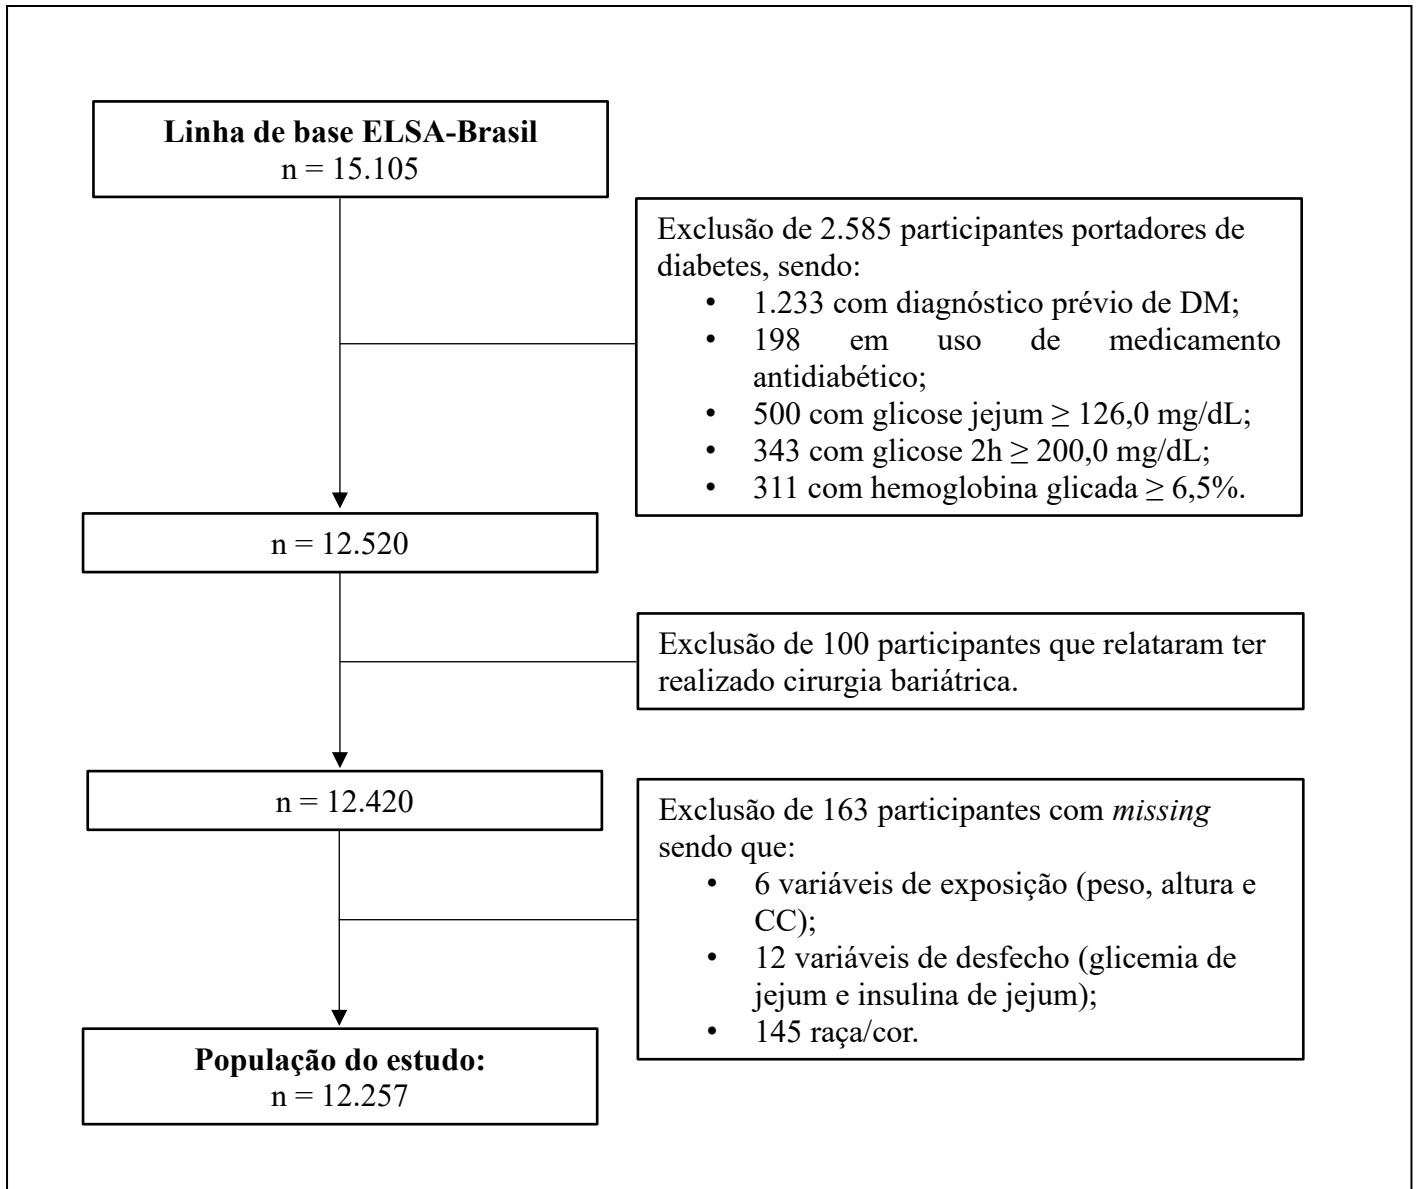 Linha de base ELSA-Brasil
n = 15.105
Exclusão de 2.585 participantes portadores de
diabetes, sendo:
• 1.233 com diagnóstico prévio de DM;
• 198 em uso de medicamento
antidiabético;
• 500 com glicose jejum ≥ 126,0 mg/dL;
• 343 com glicose 2h ≥ 200,0 mg/dL;
• 311 com hemoglobina glicada ≥ 6,5%.
n = 12.520
Exclusão de 100 participantes que relataram ter
realizado cirurgia bariátrica.
n = 12.420
Exclusão de 163 participantes com missing
sendo que:
• 6 variáveis de exposição (peso, altura e
CC);
• 12 variáveis de desfecho (glicemia de
jejum e insulina de jejum);
• 145 raça/cor.
População do estudo:
n = 12.257